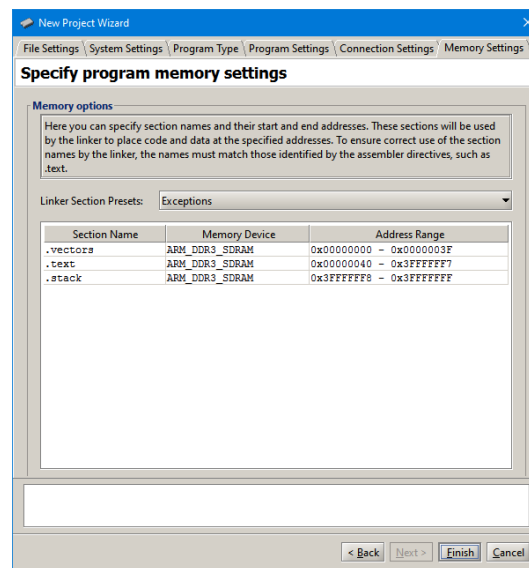 New Project Wizard
File Settings System Settings Program Type Program Settings Connection Settings Memory Settings
Specify program memory settings
Memory options
Here you can specify section names and their start and end addresses. These sections will be used
by the linker to place code and data at the specified addresses. To ensure correct use of the section
names by the linker, the names must match those identified by the assembler directives, such as
.text.
Linker Section Presets: Exceptions
Section Name Memory Device Address Range
.vectors ARM_DDR3_SDRAM 0x00000000 - 0x0000003F
.text ARM_DDR3_SDRAM 0x00000040 - 0x3FFFFFF7
.stack ARM_DDR3_SDRAM 0x3FFFFFF8 - 0x3FFFFFFF
< Back Next > Finish Cancel